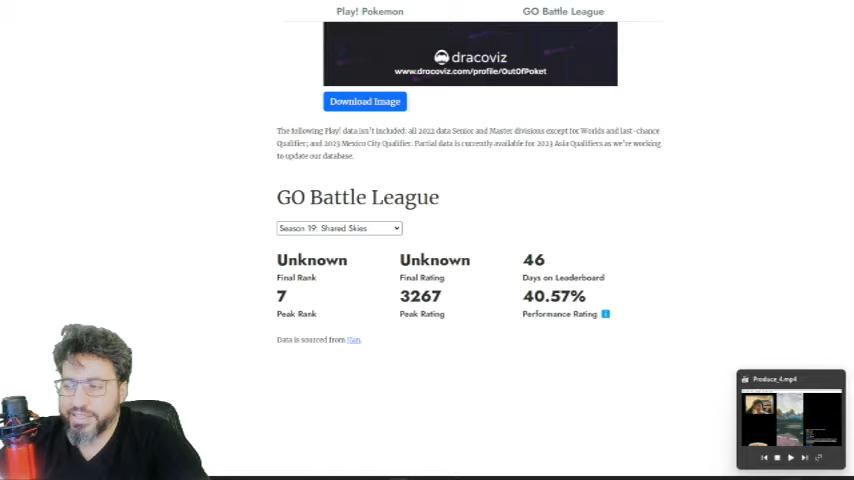 Play! Pokemon GO Battle League
dracoviz
www.dracoviz.com/profile/OutOfPoket
Download Image
The following Play! data isn't included: all 2022 data Senior and Master divisions except for Worlds and last-chance
Qualifier; and 2023 Mexico City Qualifier. Partial data is currently available for 2023 Asia Qualifiers as we're working
to update our database.
GO Battle League
Season 19: Shared Skies
Unknown Unknown 46
Final Rank Final Rating Days on Leaderboard
7 3267 40.57%
Peak Rank Peak Rating Performance Rating
Data is sourced from
Produce_4.mp4